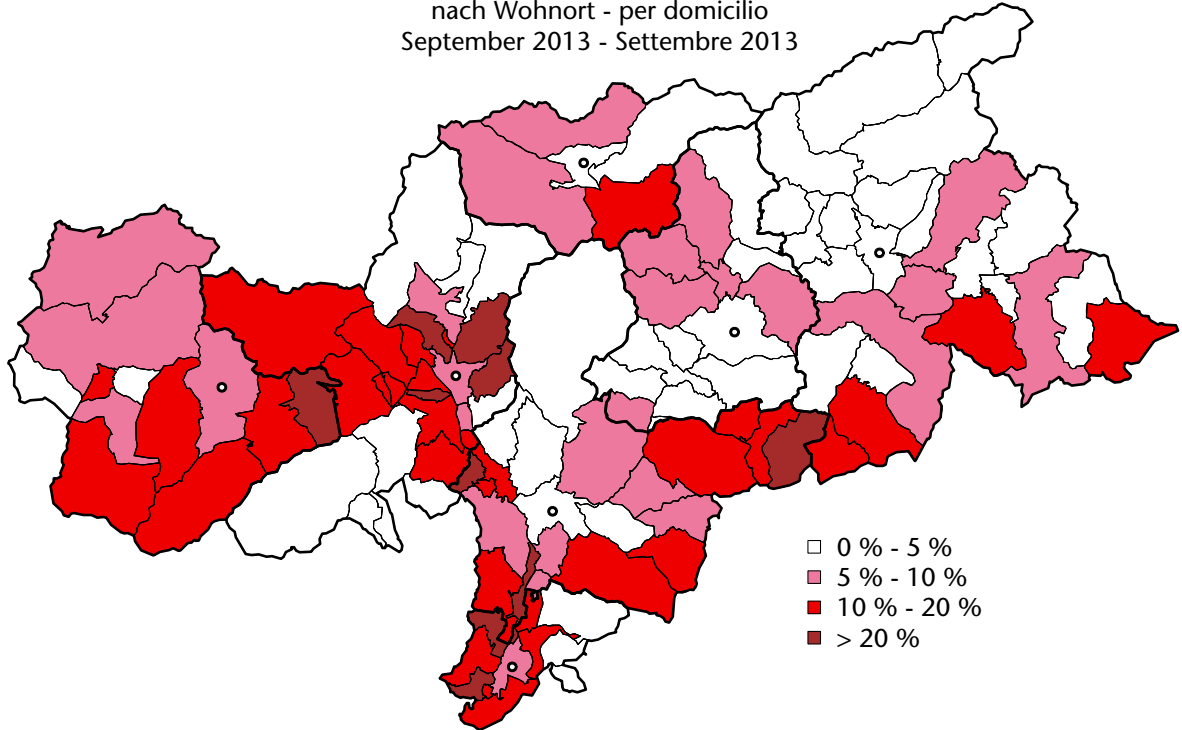 nach Wohnort - per domicilio
September 2013 - Settembre 2013
0 % - 5 %
5 % - 10 %
10 % - 20 %
> 20 %